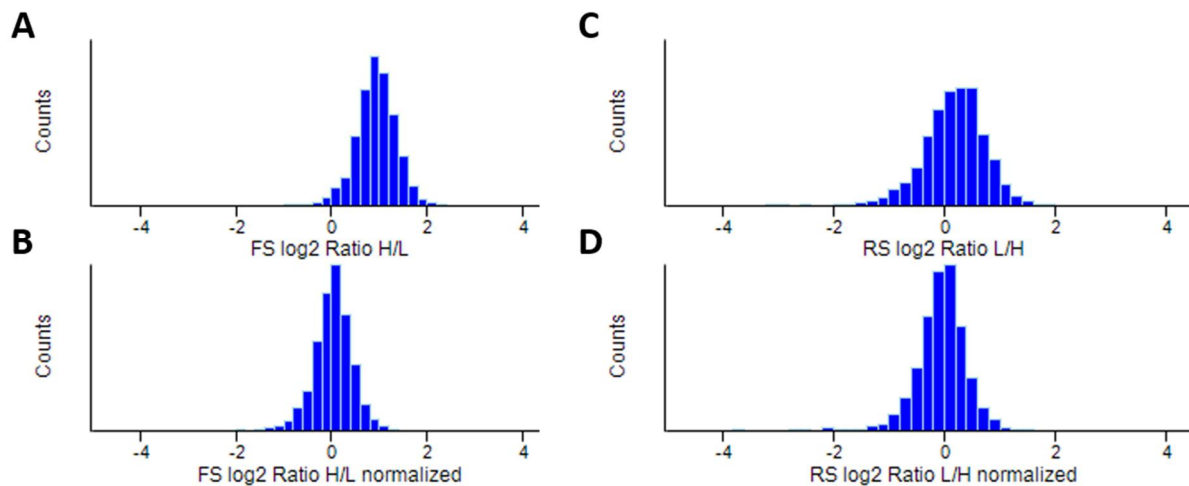 A
Counts
-4 -2 0 2 4
FS log2 Ratio H/L
B
Counts
-4 -2 0 2 4
FS log2 Ratio H/L normalized
C
Counts
-4 -2 0 2 4
RS log2 Ratio L/H
D
Counts
-4 -2 0 2 4
RS log2 Ratio L/H normalized